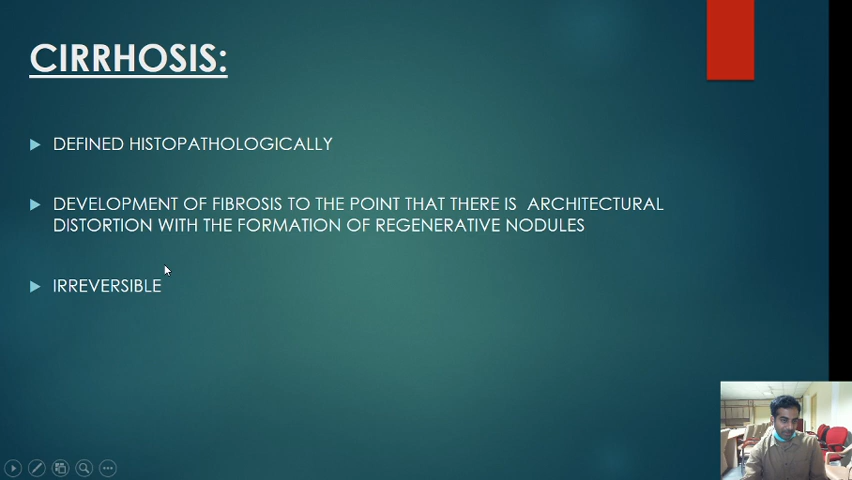 CIRRHOSIS:
DEFINED HISTOPATHOLOGICALLY
DEVELOPMENT OF FIBROSIS TO THE POINT THAT THERE IS ARCHITECTURAL
DISTORTION WITH THE FORMATION OF REGENERATIVE NODULES
IRREVERSIBLE